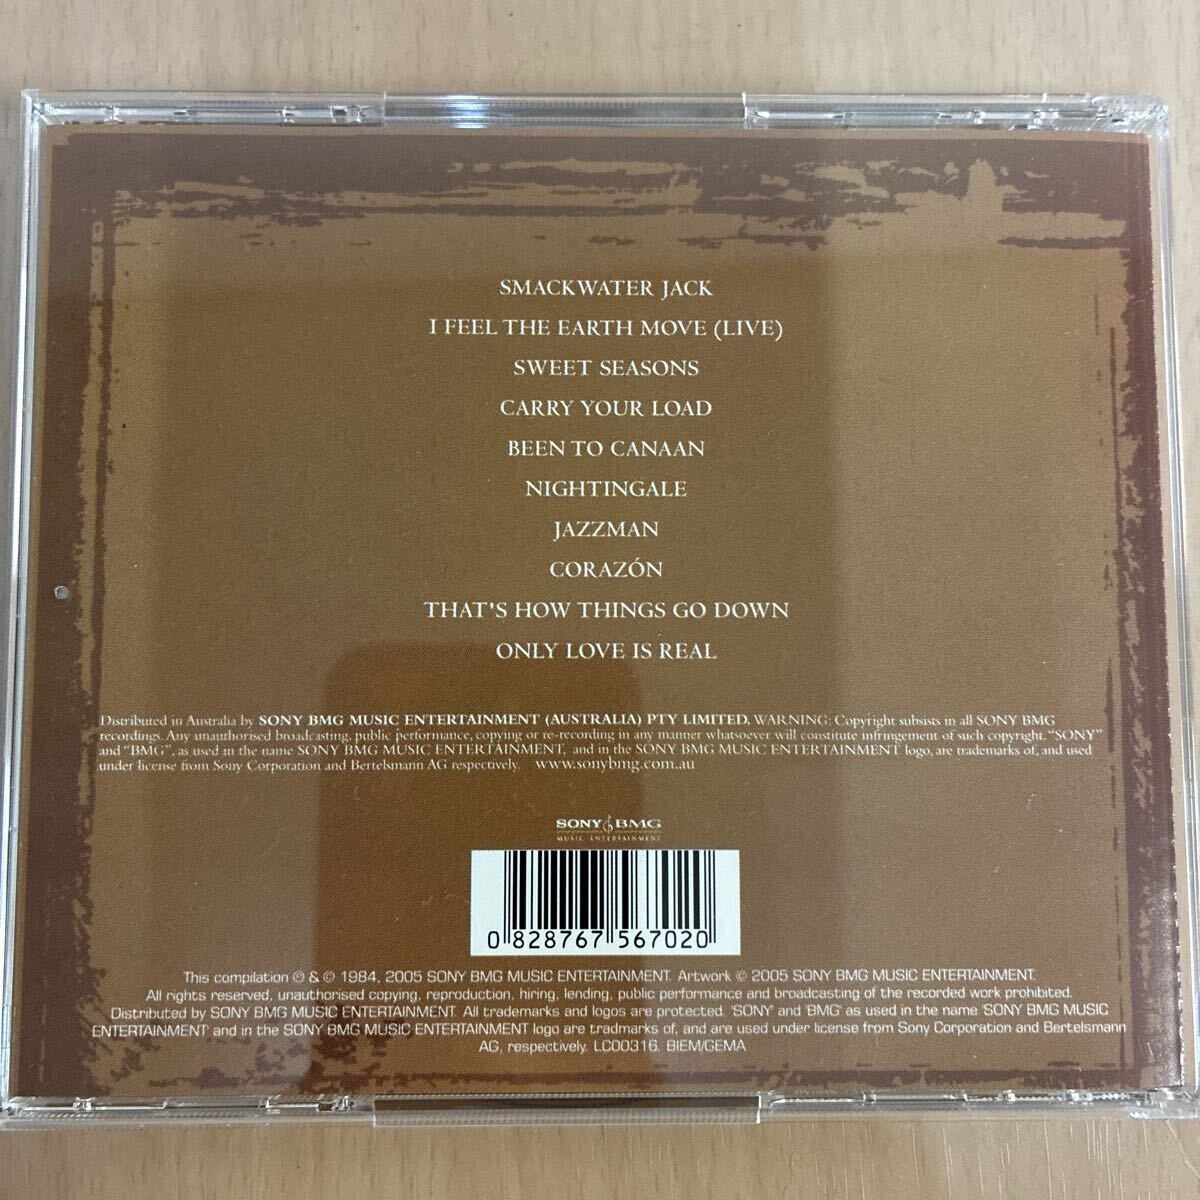 SMACKWATER JACK
I FEEL THE EARTH MOVE (LIVE)
SWEET SEASONS
CARRY YOUR LOAD
BEEN TO CANAAN
NIGHTINGALE
JAZZMAN
CORAZÓN
THAT'S HOW THINGS GO DOWN
ONLY LOVE IS REAL
Distributed in Australia by SONY BMG MUSIC ENTERTAINMENT (AUSTRALIA) PTY LIMITED. WARNING: Copyright subsists in all SONY BMG
recordings. Any unauthorised broadcasting, public performance, copying or re-recording in any manner whatsoever will constitute infringement of such copyright. "SONY"
and "BMG", as used in the name SONY BMG MUSIC ENTERTAINMENT, and in the SONY BMG MUSIC ENTERTAINMENT logo, are trademarks of, and used
under license from Sony Corporation and Bertelsmann AG respectively. www.sonybmg.com.au
SONY BMG
MUSIC ENTERTAINMENT
0 828767 567020
This compilation ℗ & © 1984, 2005 SONY BMG MUSIC ENTERTAINMENT. Artwork © 2005 SONY BMG MUSIC ENTERTAINMENT.
All rights reserved, unauthorised copying, reproduction, hiring, lending, public performance and broadcasting of the recorded work prohibited.
Distributed by SONY BMG MUSIC ENTERTAINMENT. All trademarks and logos are protected. 'SONY' and 'BMG' as used in the name 'SONY BMG MUSIC
ENTERTAINMENT' and in the SONY BMG MUSIC ENTERTAINMENT logo are trademarks of, and are used under license from Sony Corporation and Bertelsmann
AG, respectively. LC00316. BIEM/GEMA